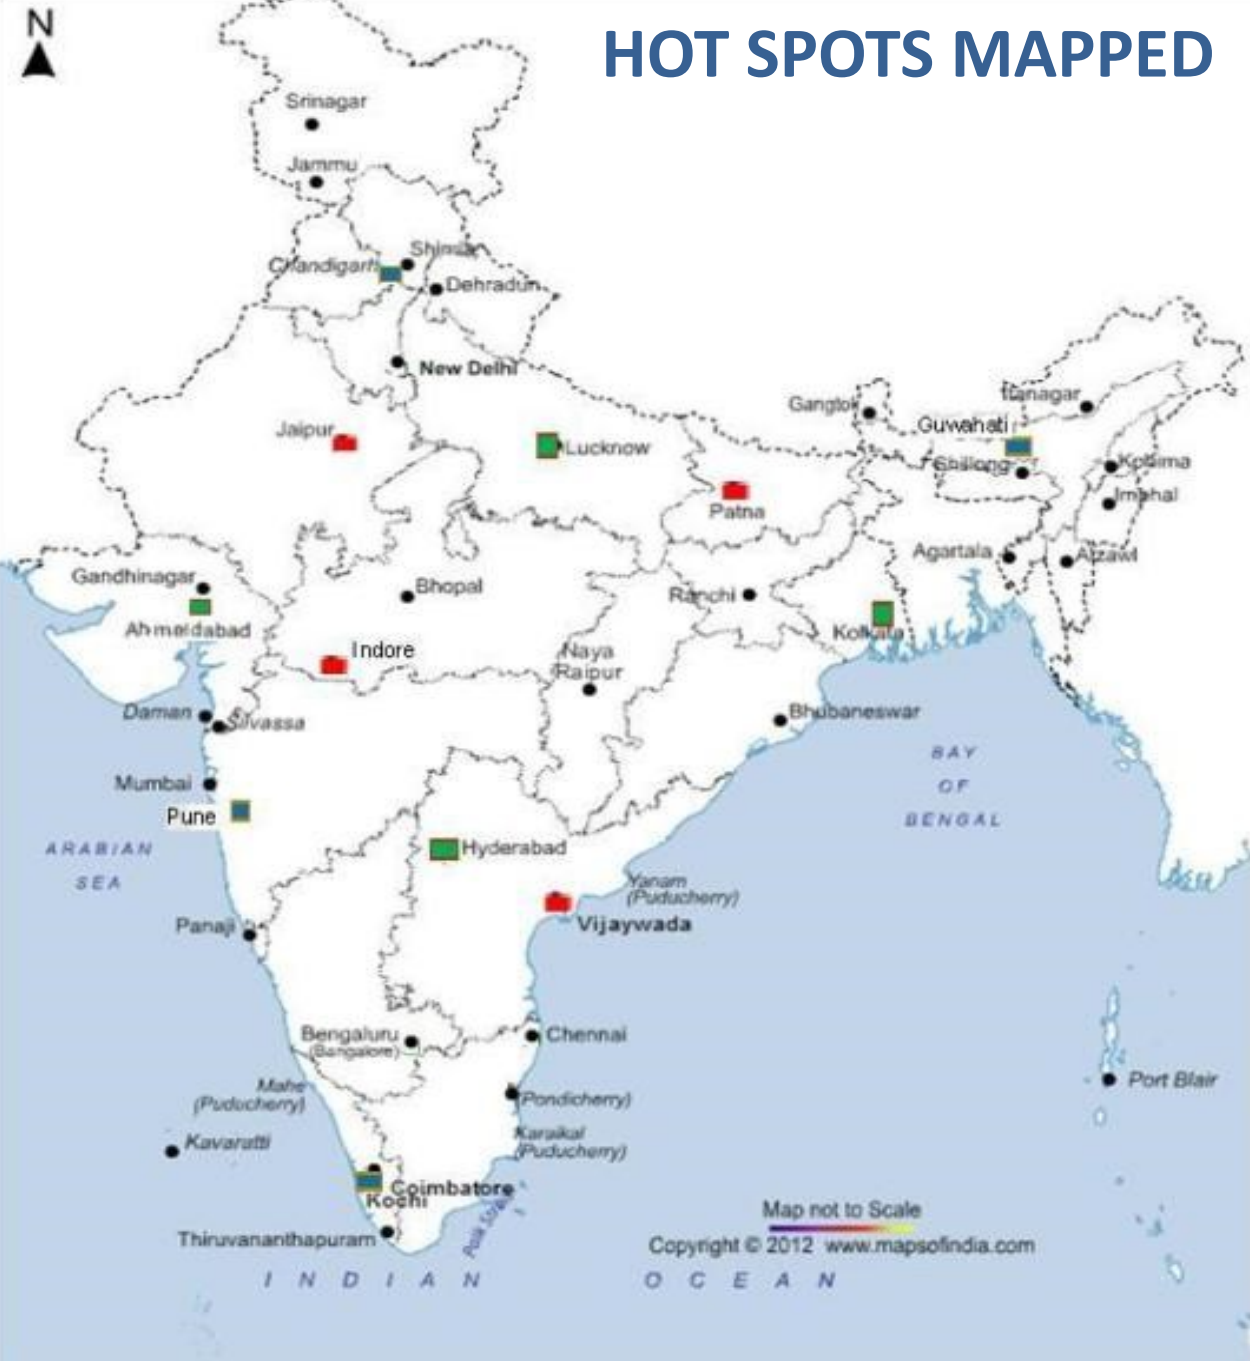 N
HOT SPOTS MAPPED
Srinagar
Jammu
Shimla
Chandigarh
Dehradun
New Delhi
Itanagar
Gangtok
Guwahati
Jaipur
Lucknow
Shillong
Kohima
Imphal
Patna
Agartala
Aizawl
Gandhinagar
Bhopal
Ranchi
Ahmeldabad
Kolkata
Indore
Naya
Raipur
Daman
Silvassa
Bhubaneswar
BAY
OF
BENGAL
Mumbai
Pune
ARABIAN
SEA
Hyderabad
Yanam
(Puducherry)
Vijaywada
Panaji
Bengaluru
(Bangalore)
Chennai
Mahe
(Puducherry)
(Pondicherry)
Port Blair
Karaikal
(Puducherry)
Kavaratti
Coimbatore
Kochi
Palk Strait
Thiruvananthapuram
Map not to Scale
Copyright © 2012 www.mapsofindia.com
INDIAN OCEAN